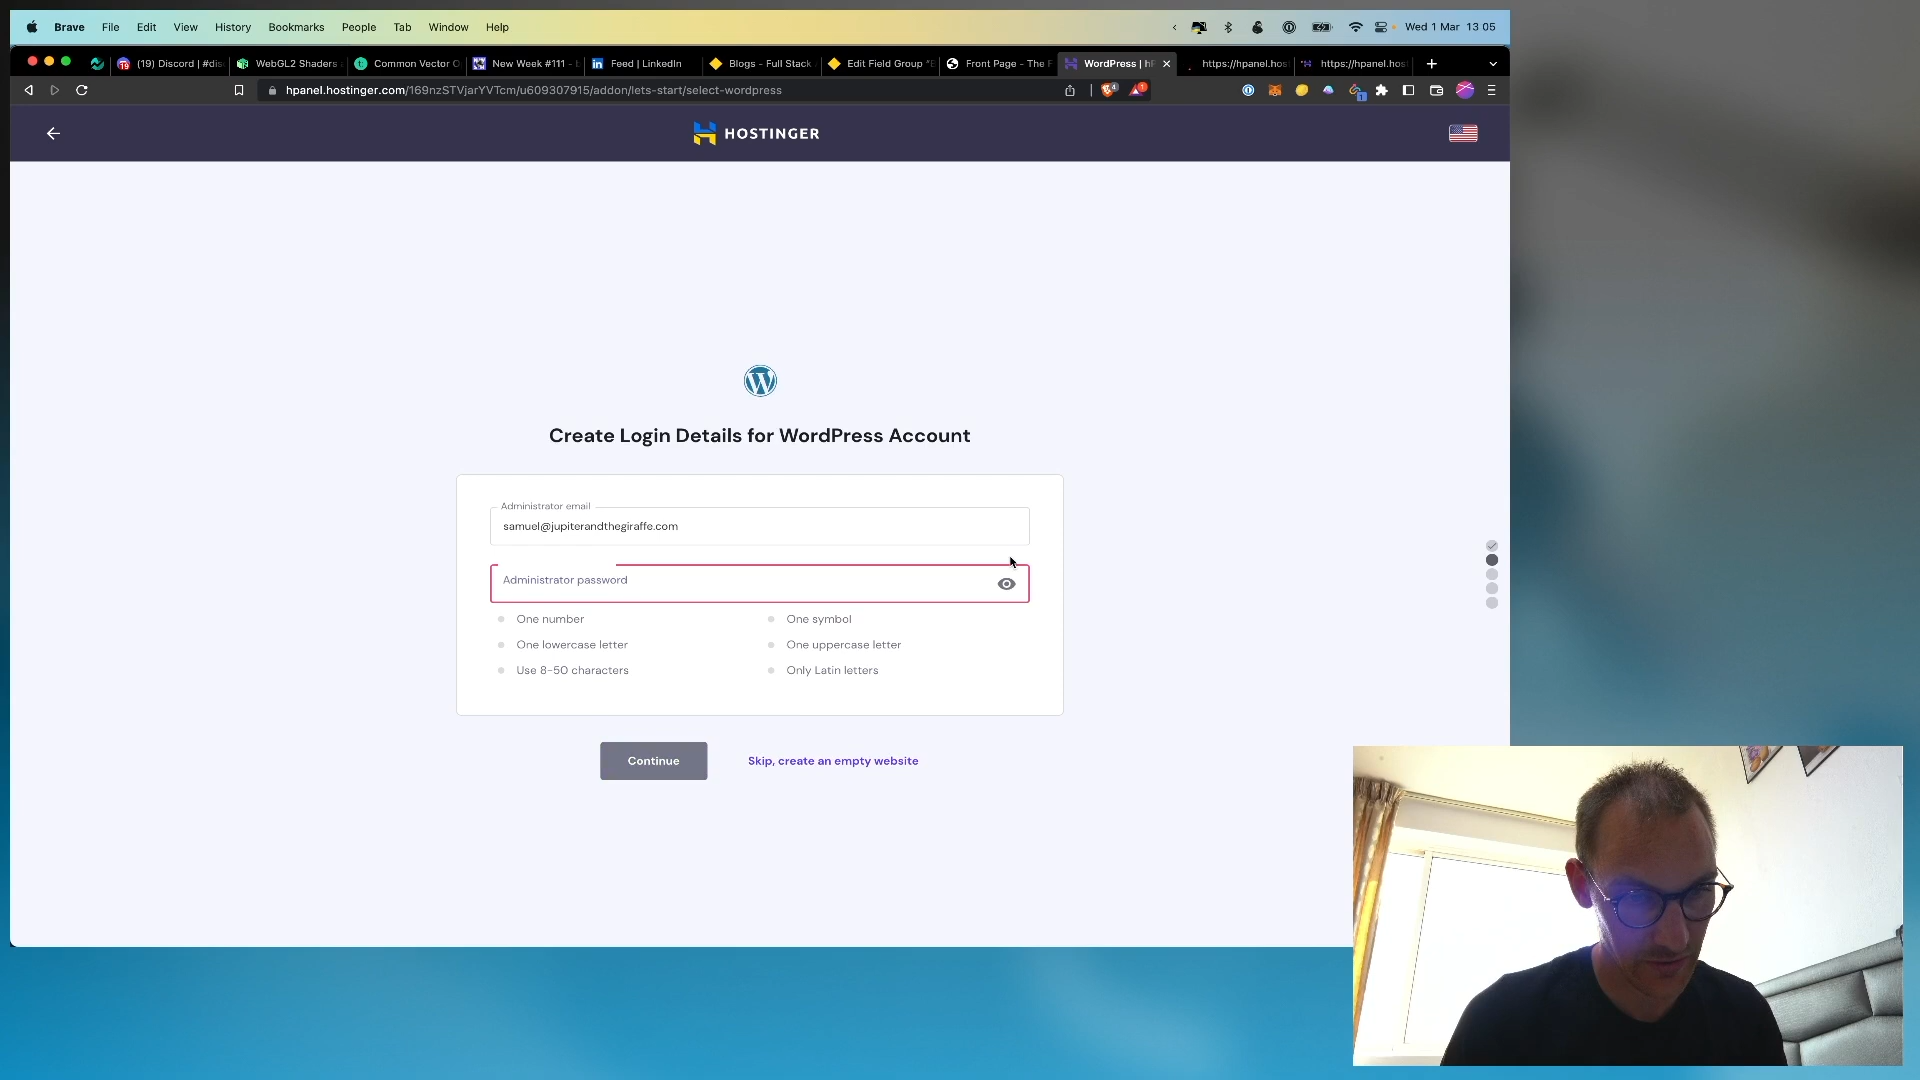 Brave File Edit View History Bookmarks People Tab Window Help Wed 1 Mar 13 05
(19) Discord | #dis WebGL2 Shaders Common Vector O New Week #111 - Feed | LinkedIn Blogs - Full Stack Edit Field Group "B Front Page - The F WordPress | hP https://hpanel.hos https://hpanel.hos
hpanel.hostinger.com/169nzSTVjarYVTcm/u609307915/addon/lets-start/select-wordpress
HOSTINGER
Create Login Details for WordPress Account
Administrator email
samuel@jupiterandthegiraffe.com
Administrator password
One number One symbol
One lowercase letter One uppercase letter
Use 8-50 characters Only Latin letters
Continue Skip, create an empty website